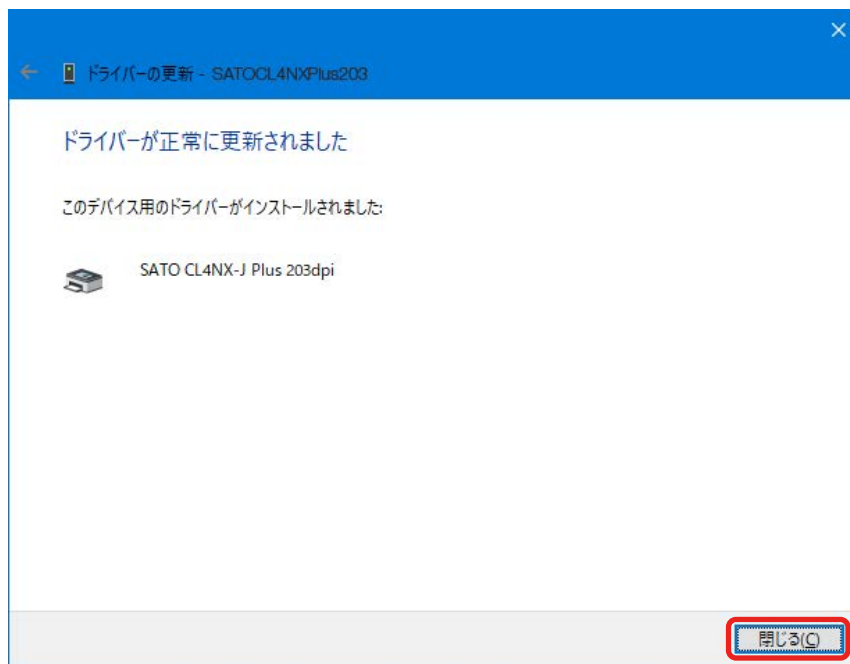 ドライバーの更新 - SATOCL4NXPlus203
ドライバーが正常に更新されました
このデバイス用のドライバーがインストールされました:
SATO CL4NX-J Plus 203dpi
閉じる(C)